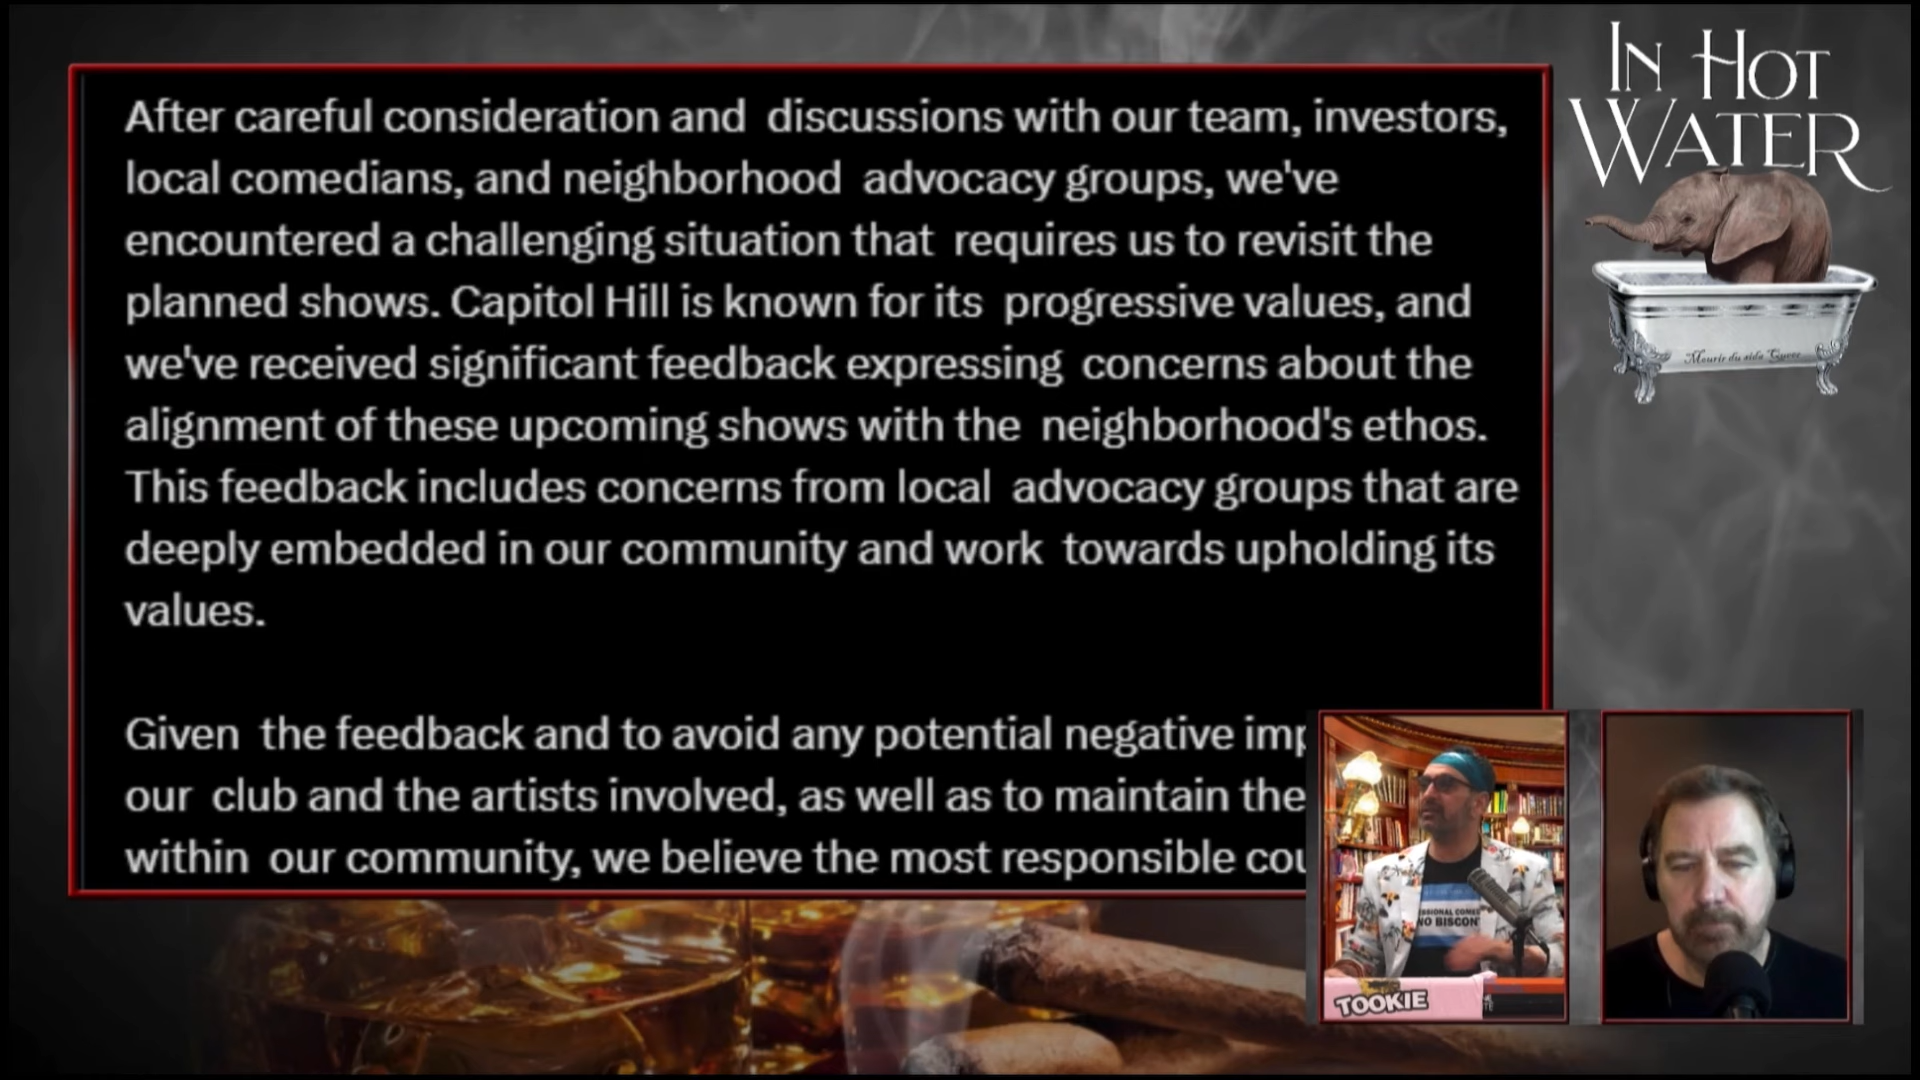 After careful consideration and discussions with our team, investors,
local comedians, and neighborhood advocacy groups, we've
encountered a challenging situation that requires us to revisit the
planned shows. Capitol Hill is known for its progressive values, and
we've received significant feedback expressing concerns about the
alignment of these upcoming shows with the neighborhood's ethos.
This feedback includes concerns from local advocacy groups that are
deeply embedded in our community and work towards upholding its
values.
Given the feedback and to avoid any potential negative imp
our club and the artists involved, as well as to maintain the
within our community, we believe the most responsible cou
IN HOT
WATER
NO BISCON
TOOKIE